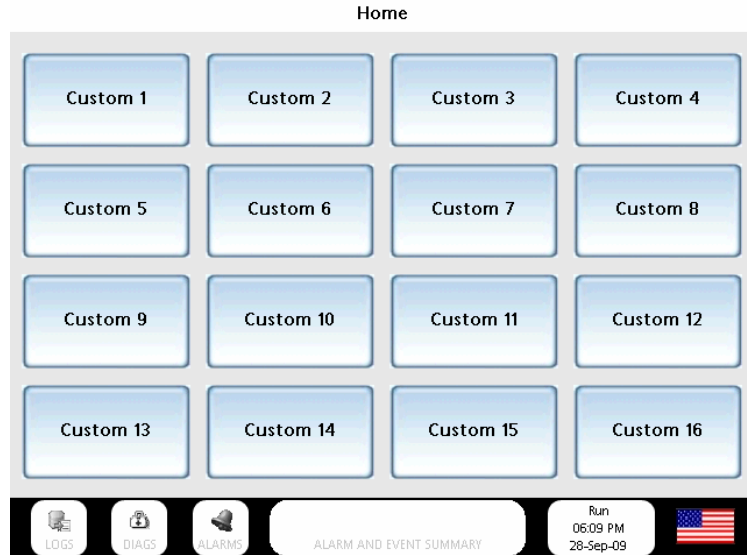 Home
Custom 1
Custom 2
Custom 3
Custom 4
Custom 5
Custom 6
Custom 7
Custom 8
Custom 9
Custom 10
Custom 11
Custom 12
Custom 13
Custom 14
Custom 15
Custom 16
LOGS
DIAGS
ALARMS
ALARM AND EVENT SUMMARY
Run
06:09 PM
28-Sep-09